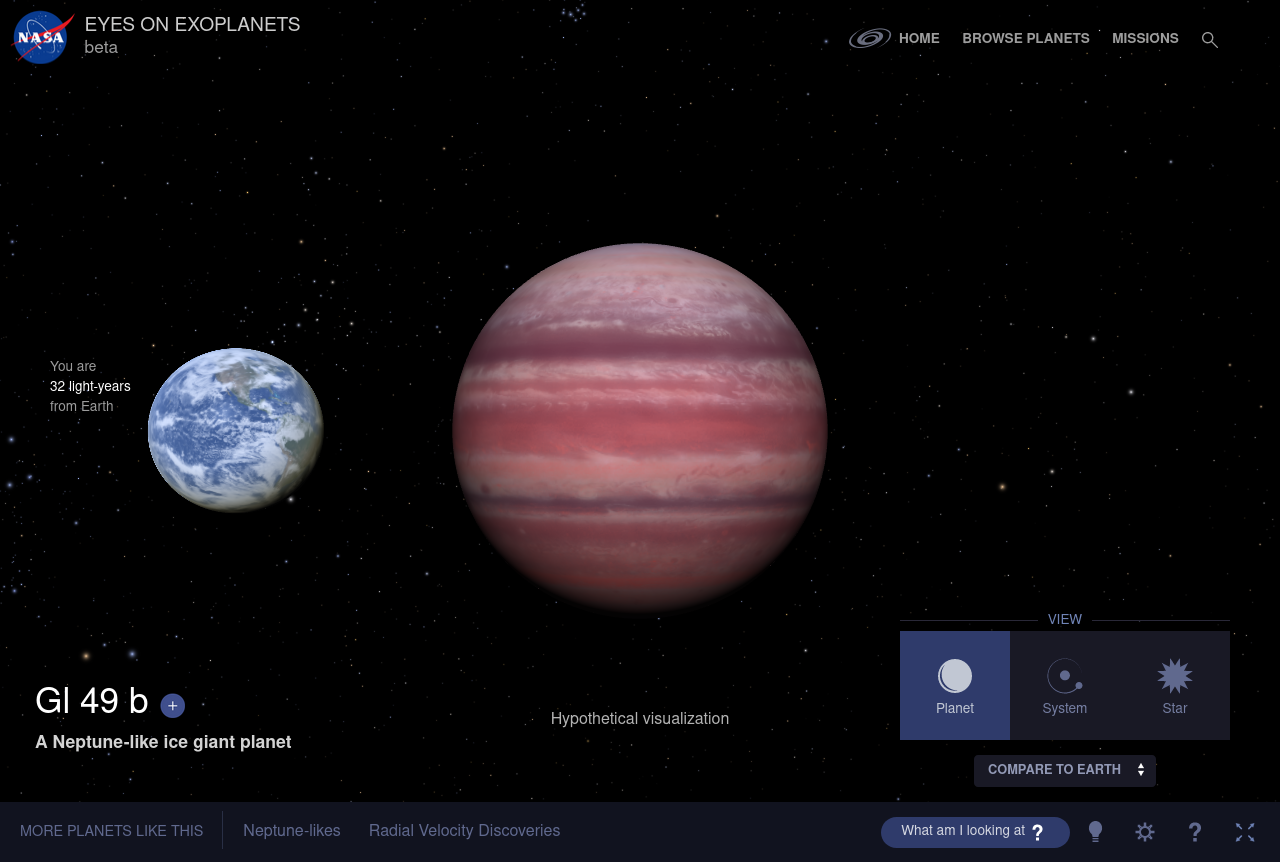 NASA
EYES ON EXOPLANETS
beta
HOME
BROWSE PLANETS
MISSIONS
You are
32 light-years
from Earth
VIEW
Planet
System
Star
Gl 49 b +
A Neptune-like ice giant planet
Hypothetical visualization
COMPARE TO EARTH
MORE PLANETS LIKE THIS
Neptune-likes
Radial Velocity Discoveries
What am I looking at ?
?